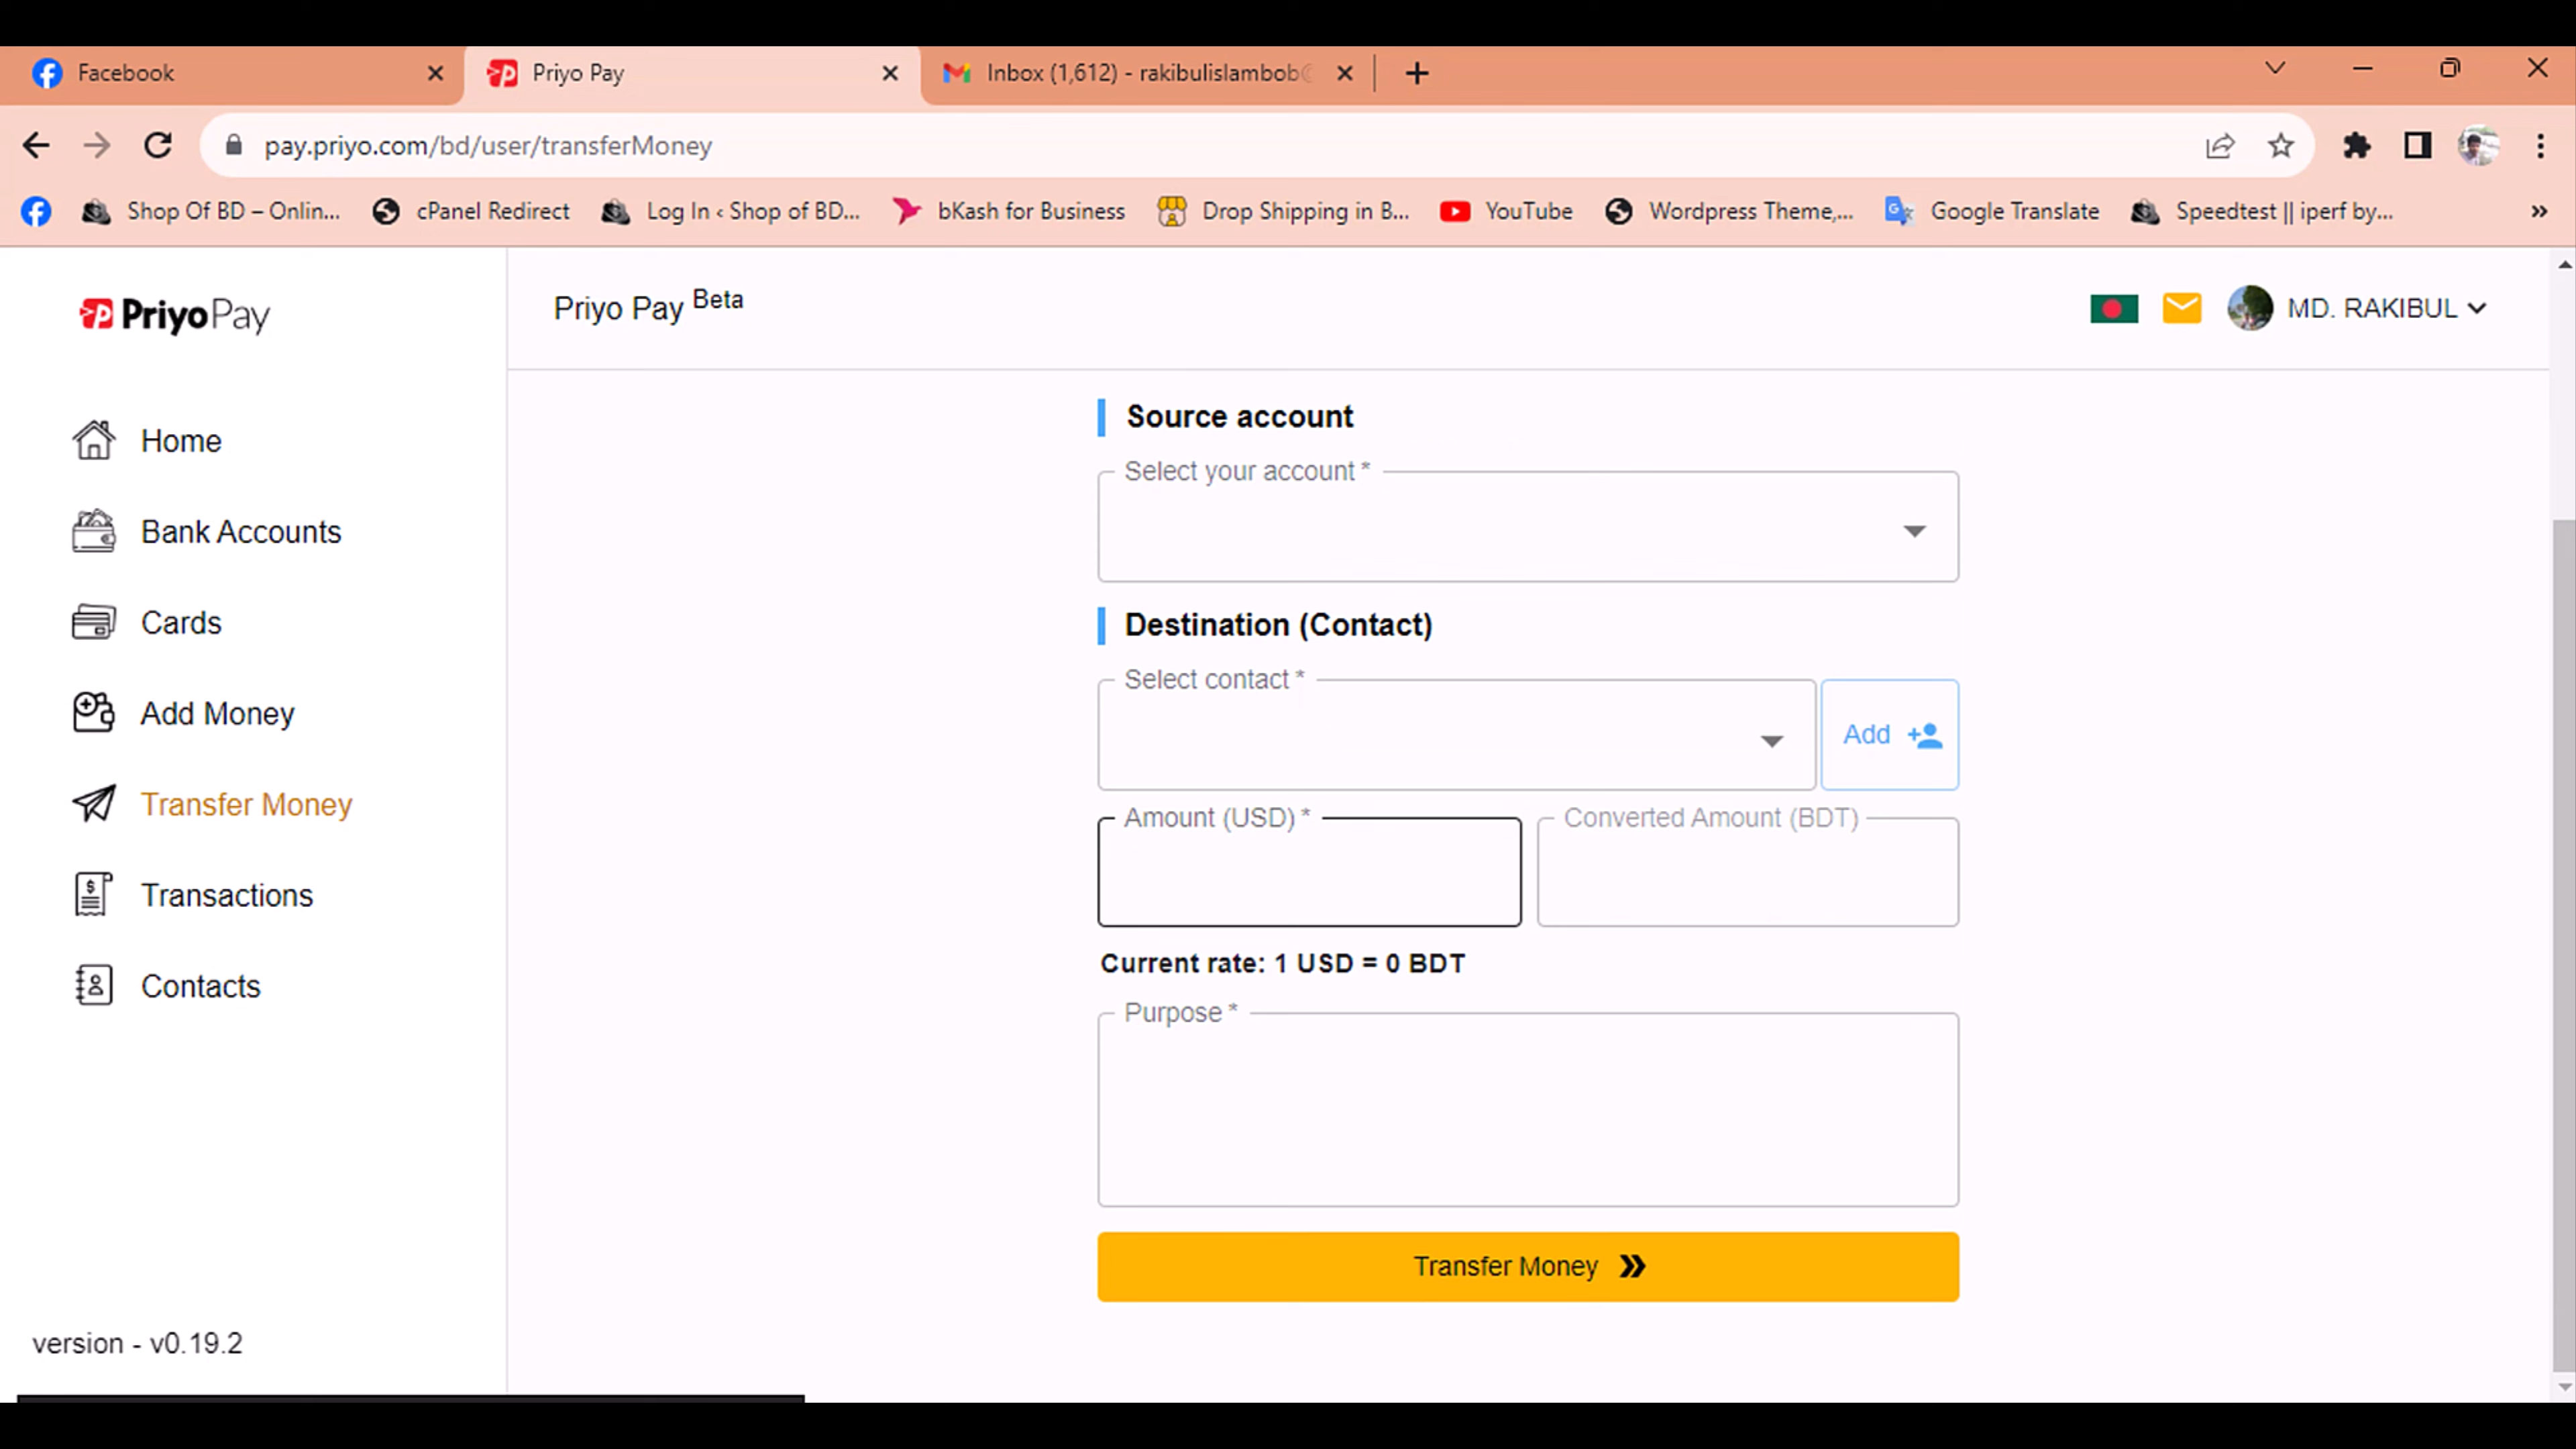 Facebook
Priyo Pay
Inbox (1,612) - rakibulislambob@
pay.priyo.com/bd/user/transferMoney
Shop Of BD – Onlin...
cPanel Redirect
Log In ‹ Shop of BD...
bKash for Business
Drop Shipping in B...
YouTube
Wordpress Theme,...
Google Translate
Speedtest || iperf by...
»
PriyoPay
Priyo Pay Beta
MD. RAKIBUL
Home
Bank Accounts
Cards
Add Money
Transfer Money
Transactions
Contacts
version - v0.19.2
Source account
Select your account *
Destination (Contact)
Select contact *
Add
Amount (USD) *
Converted Amount (BDT)
Current rate: 1 USD = 0 BDT
Purpose *
Transfer Money »